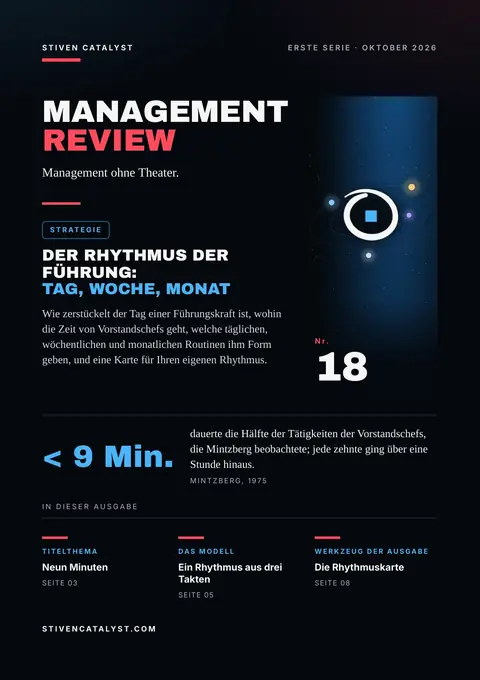 STIVEN CATALYST
ERSTE SERIE · OKTOBER 2026
MANAGEMENT
REVIEW
Management ohne Theater.
STRATEGIE
DER RHYTHMUS DER
FÜHRUNG:
TAG, WOCHE, MONAT
Wie zerstückelt der Tag einer Führungskraft ist, wohin
die Zeit von Vorstandschefs geht, welche täglichen,
wöchentlichen und monatlichen Routinen ihm Form
geben, und eine Karte für Ihren eigenen Rhythmus.
Nr.
18
< 9 Min.
dauerte die Hälfte der Tätigkeiten der Vorstandschefs,
die Mintzberg beobachtete; jede zehnte ging über eine
Stunde hinaus.
MINTZBERG, 1975
IN DIESER AUSGABE
TITELTHEMA
Neun Minuten
SEITE 03
DAS MODELL
Ein Rhythmus aus drei
Takten
SEITE 05
WERKZEUG DER AUSGABE
Die Rhythmuskarte
SEITE 08
STIVENCATALYST.COM